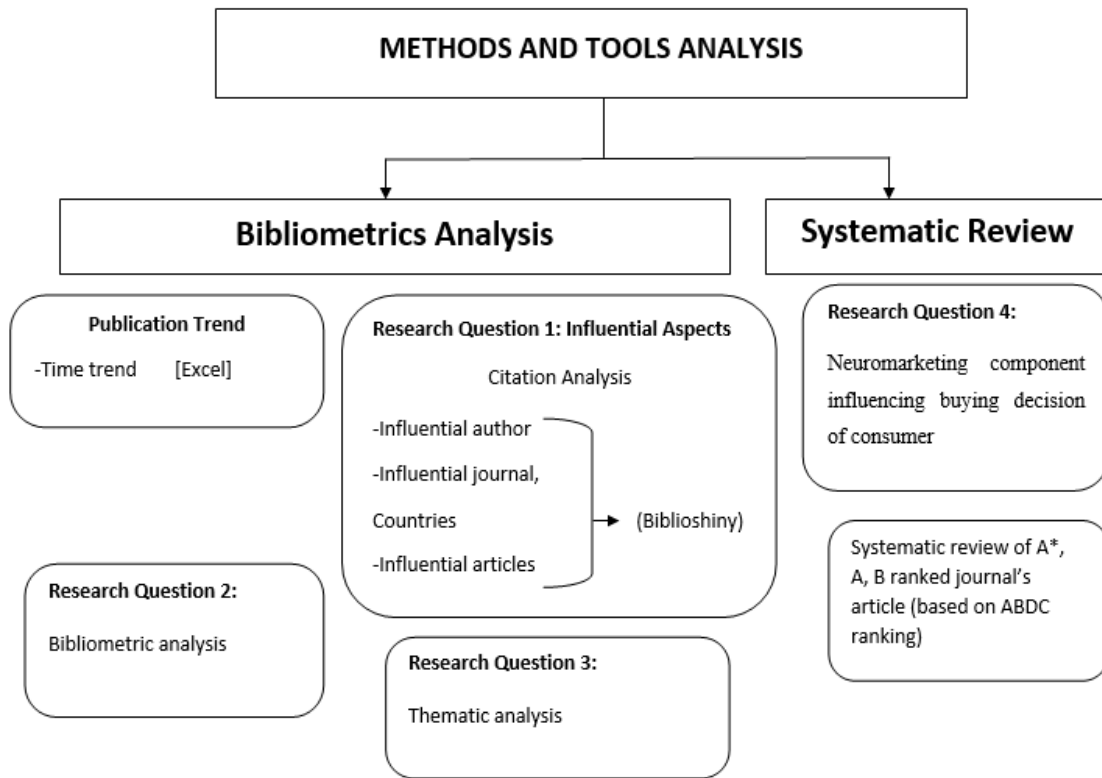 METHODS AND TOOLS ANALYSIS
Bibliometrics Analysis
Systematic Review
Publication Trend
-Time trend [Excel]
Research Question 1: Influential Aspects
Citation Analysis
-Influential author
-Influential journal,
Countries
-Influential articles
(Biblioshiny)
Research Question 2:
Bibliometric analysis
Research Question 3:
Thematic analysis
Research Question 4:
Neuromarketing component
influencing buying decision
of consumer
Systematic review of A*,
A, B ranked journal's
article (based on ABDC
ranking)